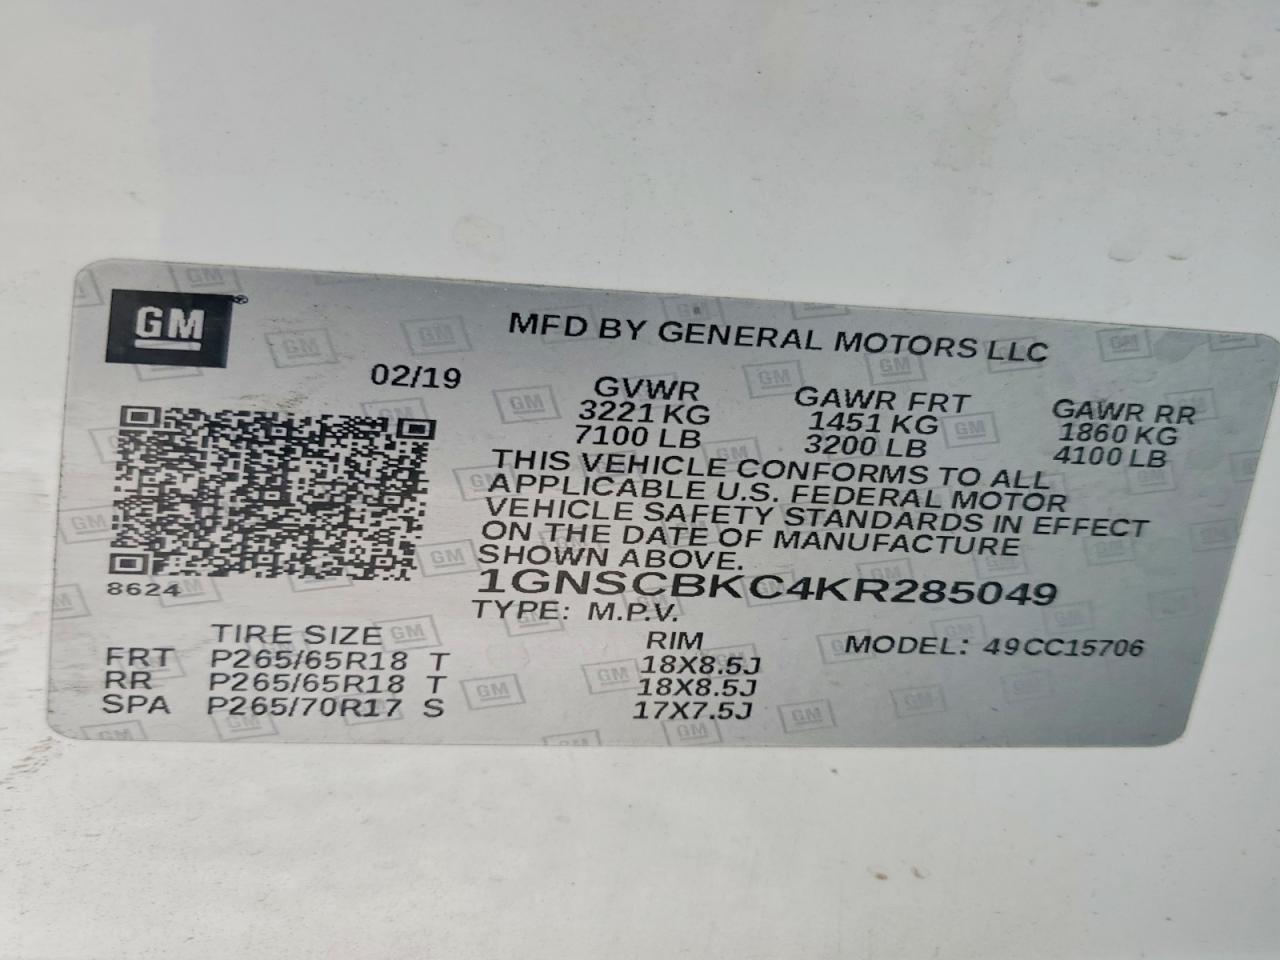 GM®
MFD BY GENERAL MOTORS LLC
02/19
GVWR GAWR FRT GAWR RR
3221 KG 1451 KG 1860 KG
7100 LB 3200 LB 4100 LB
THIS VEHICLE CONFORMS TO ALL
APPLICABLE U.S. FEDERAL MOTOR
VEHICLE SAFETY STANDARDS IN EFFECT
ON THE DATE OF MANUFACTURE
SHOWN ABOVE.
8624
1GNSCBKC4KR285049
TYPE: M.P.V.
TIRE SIZE RIM MODEL: 49CC15706
FRT P265/65R18 T 18X8.5J
RR P265/65R18 T 18X8.5J
SPA P265/70R17 S 17X7.5J